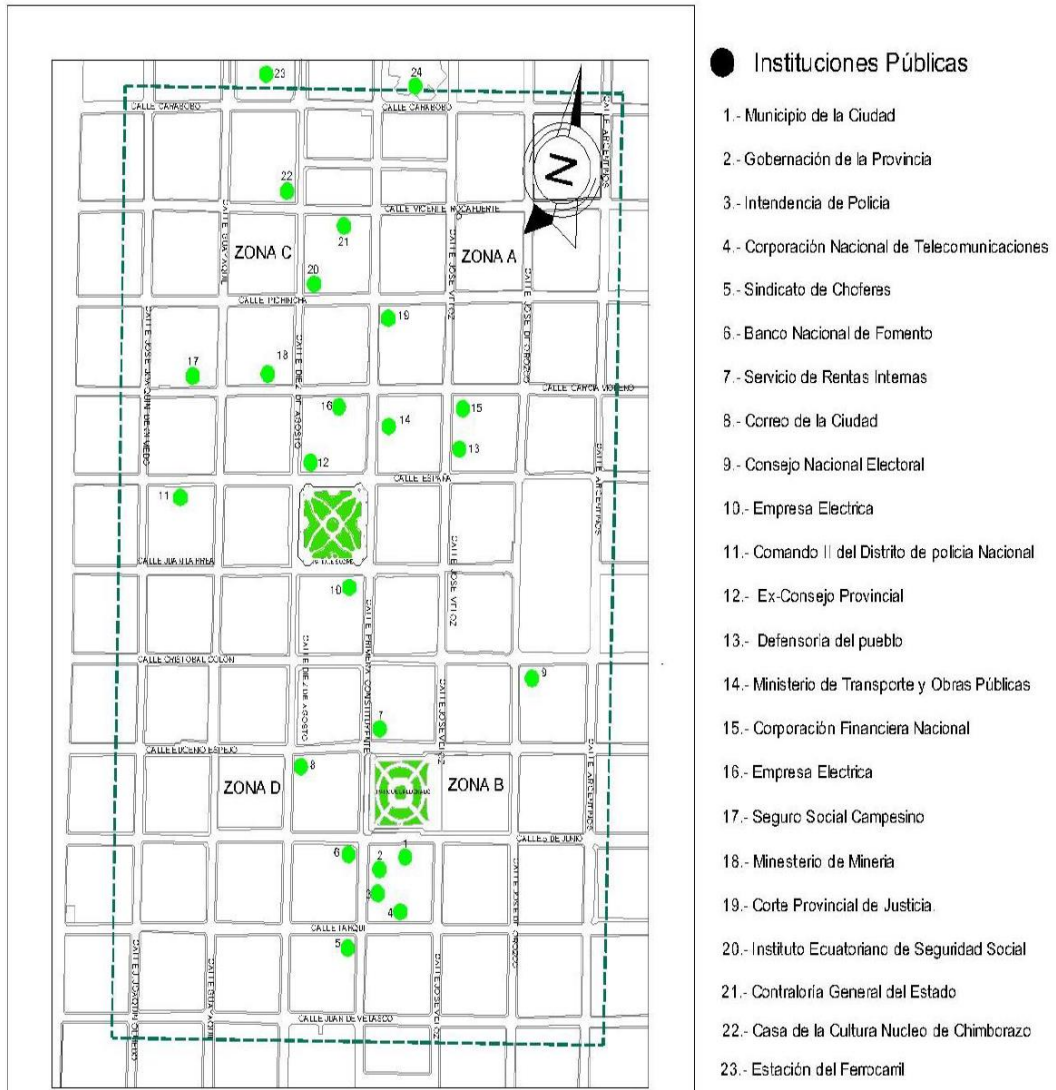 23
24
CALLE CARABOBO
CALLE CARABOBO
CALLE ARGENTINOS
N
22
CALLE VICENTE ROCAFUERTE
21
CALLE GUAYAQUIL
ZONA C
CALLE JOSE VELOZ
ZONA A
20
CALLE PICHINCHA
CALLE JOSE DE OROZCO
19
CALLE JOSE JOAQUIN DE OLMEDO
17
18
CALLE DIEZ DE AGOSTO
CALLE GARCIA MORENO
16
15
14
13
12
CALLE ESPAÑA
CALLE ARGENTINOS
11
CALLE JUAN LARREA
CALLE JOSE VELOZ
10
CALLE PRIMERA CONSTITUYENTE
CALLE DIEZ DE AGOSTO
CALLE CRISTOBAL COLON
9
7
CALLE JOSE VELOZ
CALLE EUGENIO ESPEJO
8
ZONA D
ZONA B
CALLE ARGENTINOS
CALLE 5 DE JUNIO
6
1
2
3
4
CALLE JOSE DE OROZCO
CALLE TARQUI
5
CALLE GUAYAQUIL
CALLE JOSE VELOZ
CALLE JUAN DE VELASCO
Instituciones Públicas
1.- Municipio de la Ciudad
2.- Gobernación de la Provincia
3.- Intendencia de Policia
4.- Corporación Nacional de Telecomunicaciones
5.- Sindicato de Choferes
6.- Banco Nacional de Fomento
7.- Servicio de Rentas Internas
8.- Correo de la Ciudad
9.- Consejo Nacional Electoral
10.- Empresa Electrica
11.- Comando II del Distrito de policia Nacional
12.- Ex-Consejo Provincial
13.- Defensoria del pueblo
14.- Ministerio de Transporte y Obras Públicas
15.- Corporación Financiera Nacional
16.- Empresa Electrica
17.- Seguro Social Campesino
18.- Minesterio de Mineria
19.- Corte Provincial de Justicia.
20.- Instituto Ecuatoriano de Seguridad Social
21.- Contraloría General del Estado
22.- Casa de la Cultura Nucleo de Chimborazo
23.- Estación del Ferrocarril